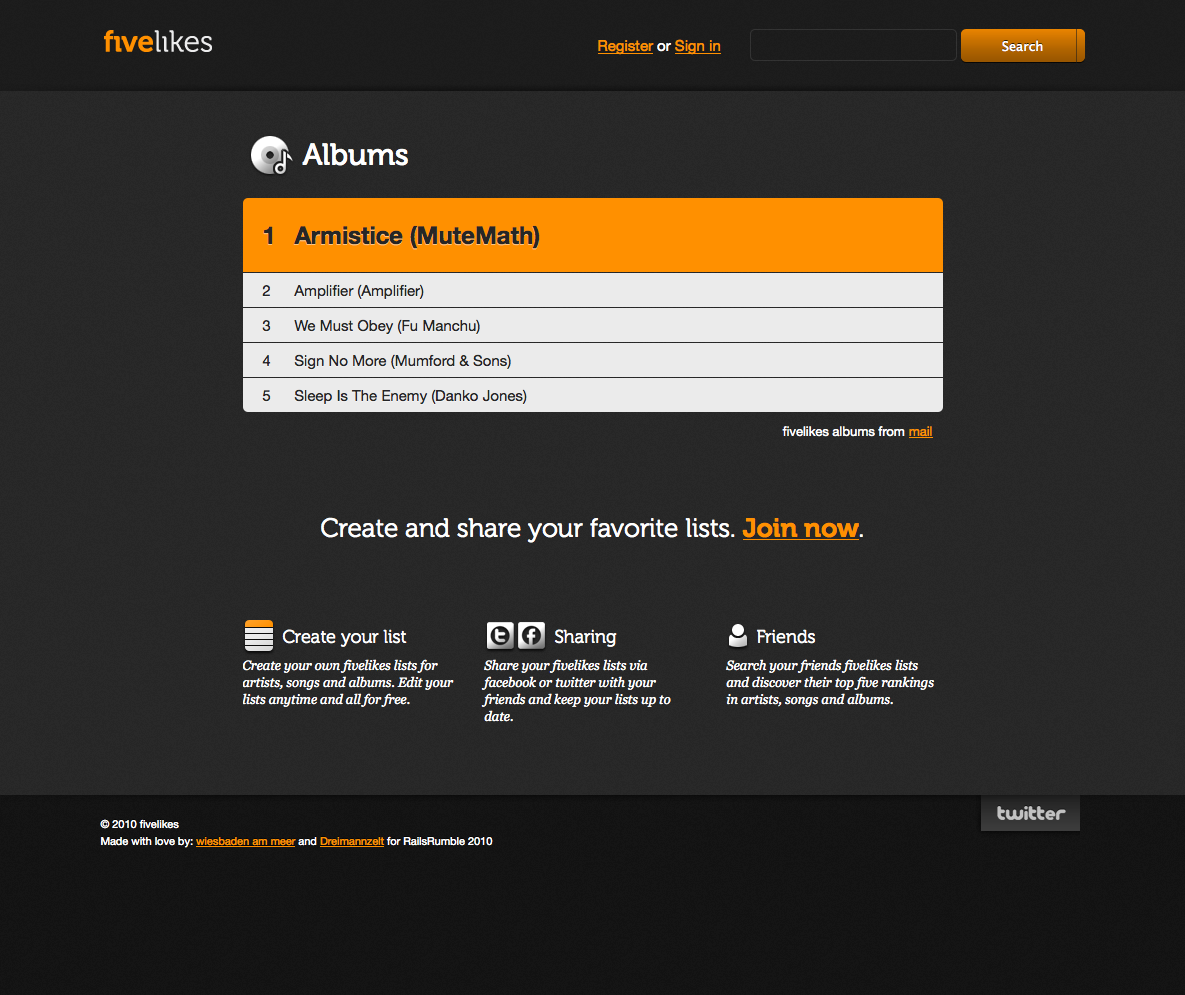 fivelikes
Register or Sign in
Search
Albums
1 Armistice (MuteMath)
2 Amplifier (Amplifier)
3 We Must Obey (Fu Manchu)
4 Sign No More (Mumford & Sons)
5 Sleep Is The Enemy (Danko Jones)
fivelikes albums from mail
Create and share your favorite lists. Join now.
Create your list
Create your own fivelikes lists for
artists, songs and albums. Edit your
lists anytime and all for free.
Sharing
Share your fivelikes lists via
facebook or twitter with your
friends and keep your lists up to
date.
Friends
Search your friends fivelikes lists
and discover their top five rankings
in artists, songs and albums.
twitter
© 2010 fivelikes
Made with love by: wiesbaden am meer and Dreimannzelt for RailsRumble 2010